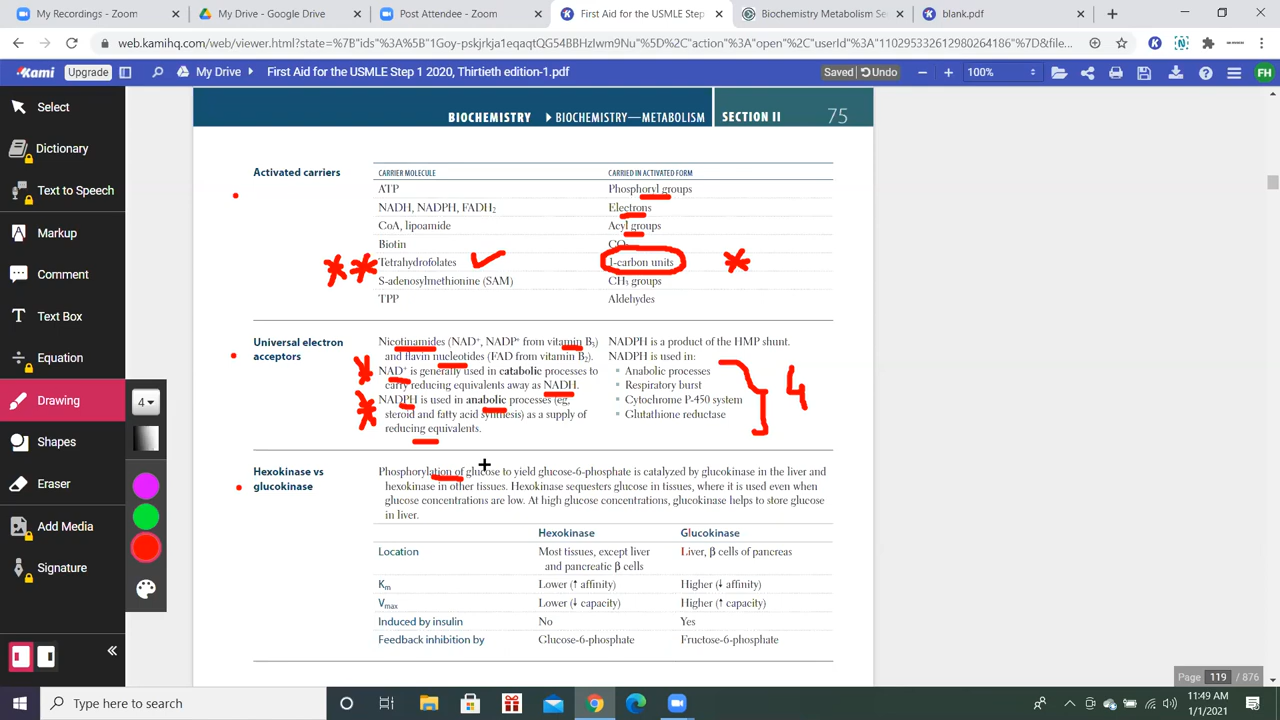 My Recordings - Zoom
My Drive – Google Drive
Post Attendee - Zoom
First Aid for the USMLE Step
Biochemistry Metabolism Se
blank.pdf
web.kamihq.com/web/viewer.html?state=%7B"ids"%3A%5B"1Goy-pskjrkja1eqaqtQG54BBHzlwm9Nu"%5D%2C"action"%3A"open"%2C"userId"%3A"110295332612980264186"%7D&file...
Kami Upgrade My Drive › First Aid for the USMLE Step 1 2020, Thirtieth edition-1.pdf Saved Undo 100% FH
Select
Dictionary
Text to Speech
Markup
Comment
Text Box
Equation
Drawing
4
Shapes
Eraser
Add Media
Signature
BIOCHEMISTRY ▶ BIOCHEMISTRY—METABOLISM SECTION II 75
Activated carriers
CARRIER MOLECULE CARRIED IN ACTIVATED FORM
ATP Phosphoryl groups
NADH, NADPH, FADH₂ Electrons
CoA, lipoamide Acyl groups
Biotin CO₂
Tetrahydrofolates 1-carbon units
S-adenosylmethionine (SAM) CH₃ groups
TPP Aldehydes
Universal electron
acceptors
Nicotinamides (NAD⁺, NADP⁺ from vitamin B₃)
and flavin nucleotides (FAD from vitamin B₂).
NAD⁺ is generally used in catabolic processes to
carry reducing equivalents away as NADH.
NADPH is used in anabolic processes (eg,
steroid and fatty acid synthesis) as a supply of
reducing equivalents.
NADPH is a product of the HMP shunt.
NADPH is used in:
▪ Anabolic processes
▪ Respiratory burst
▪ Cytochrome P-450 system
▪ Glutathione reductase
4
Hexokinase vs
glucokinase
Phosphorylation of glucose to yield glucose-6-phosphate is catalyzed by glucokinase in the liver and
hexokinase in other tissues. Hexokinase sequesters glucose in tissues, where it is used even when
glucose concentrations are low. At high glucose concentrations, glucokinase helps to store glucose
in liver.
Hexokinase Glucokinase
Location Most tissues, except liver
and pancreatic β cells Liver, β cells of pancreas
Kₘ Lower (↑ affinity) Higher (↓ affinity)
Vmax Lower (↓ capacity) Higher (↑ capacity)
Induced by insulin No Yes
Feedback inhibition by Glucose-6-phosphate Fructose-6-phosphate
Page 119 / 876
Type here to search
11:49 AM
1/1/2021